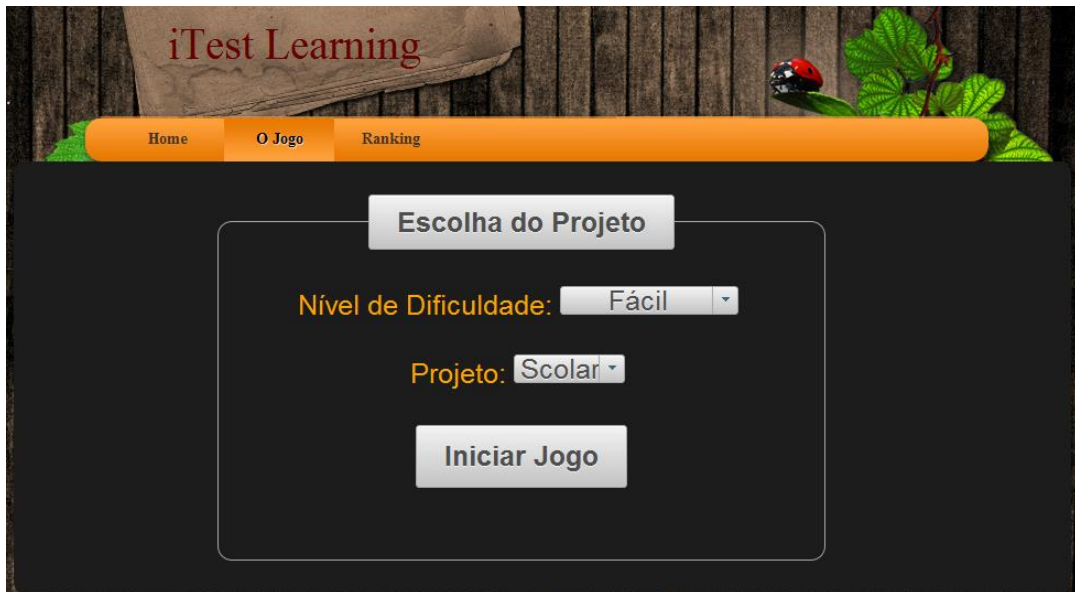 iTest Learning
Home O Jogo Ranking
Escolha do Projeto
Nível de Dificuldade: Fácil
Projeto: Scolar
Iniciar Jogo